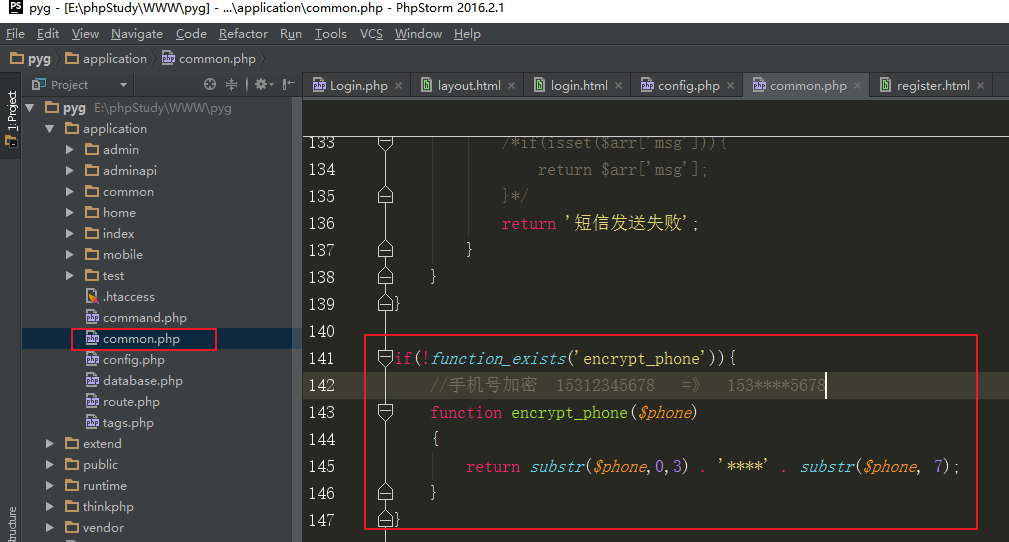 pyg - [E:\phpStudy\WWW\pyg] - ...\application\common.php - PhpStorm 2016.2.1
File Edit View Navigate Code Refactor Run Tools VCS Window Help
pyg application common.php
Project
Login.php layout.html login.html config.php common.php register.html
1: Project
pyg E:\phpStudy\WWW\pyg
application
admin
adminapi
common
home
index
mobile
test
.htaccess
command.php
common.php
config.php
database.php
route.php
tags.php
extend
public
runtime
thinkphp
vendor
133 /*if(isset($arr['msg'])){
134 return $arr['msg'];
135 }*/
136 return '短信发送失败';
137 }
138 }
139 }
140
141 if(!function_exists('encrypt_phone')){
142 //手机号加密 15312345678 =》 153****5678
143 function encrypt_phone($phone)
144 {
145 return substr($phone,0,3) . '****' . substr($phone, 7);
146 }
147 }